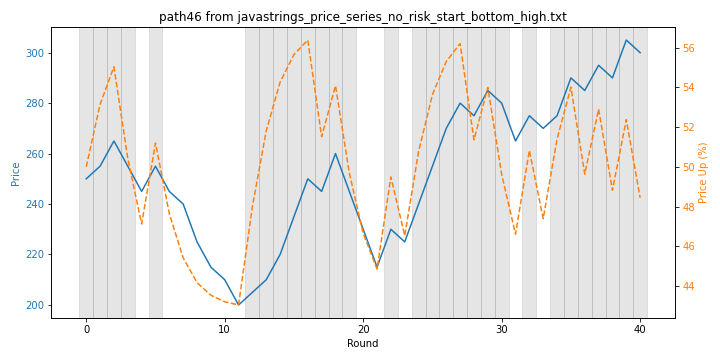 path46 from javastrings_price_series_no_risk_start_bottom_high.txt
300
280
260
240
220
200
Price
56
54
52
50
48
46
44
Price Up (%)
0 10 20 30 40
Round